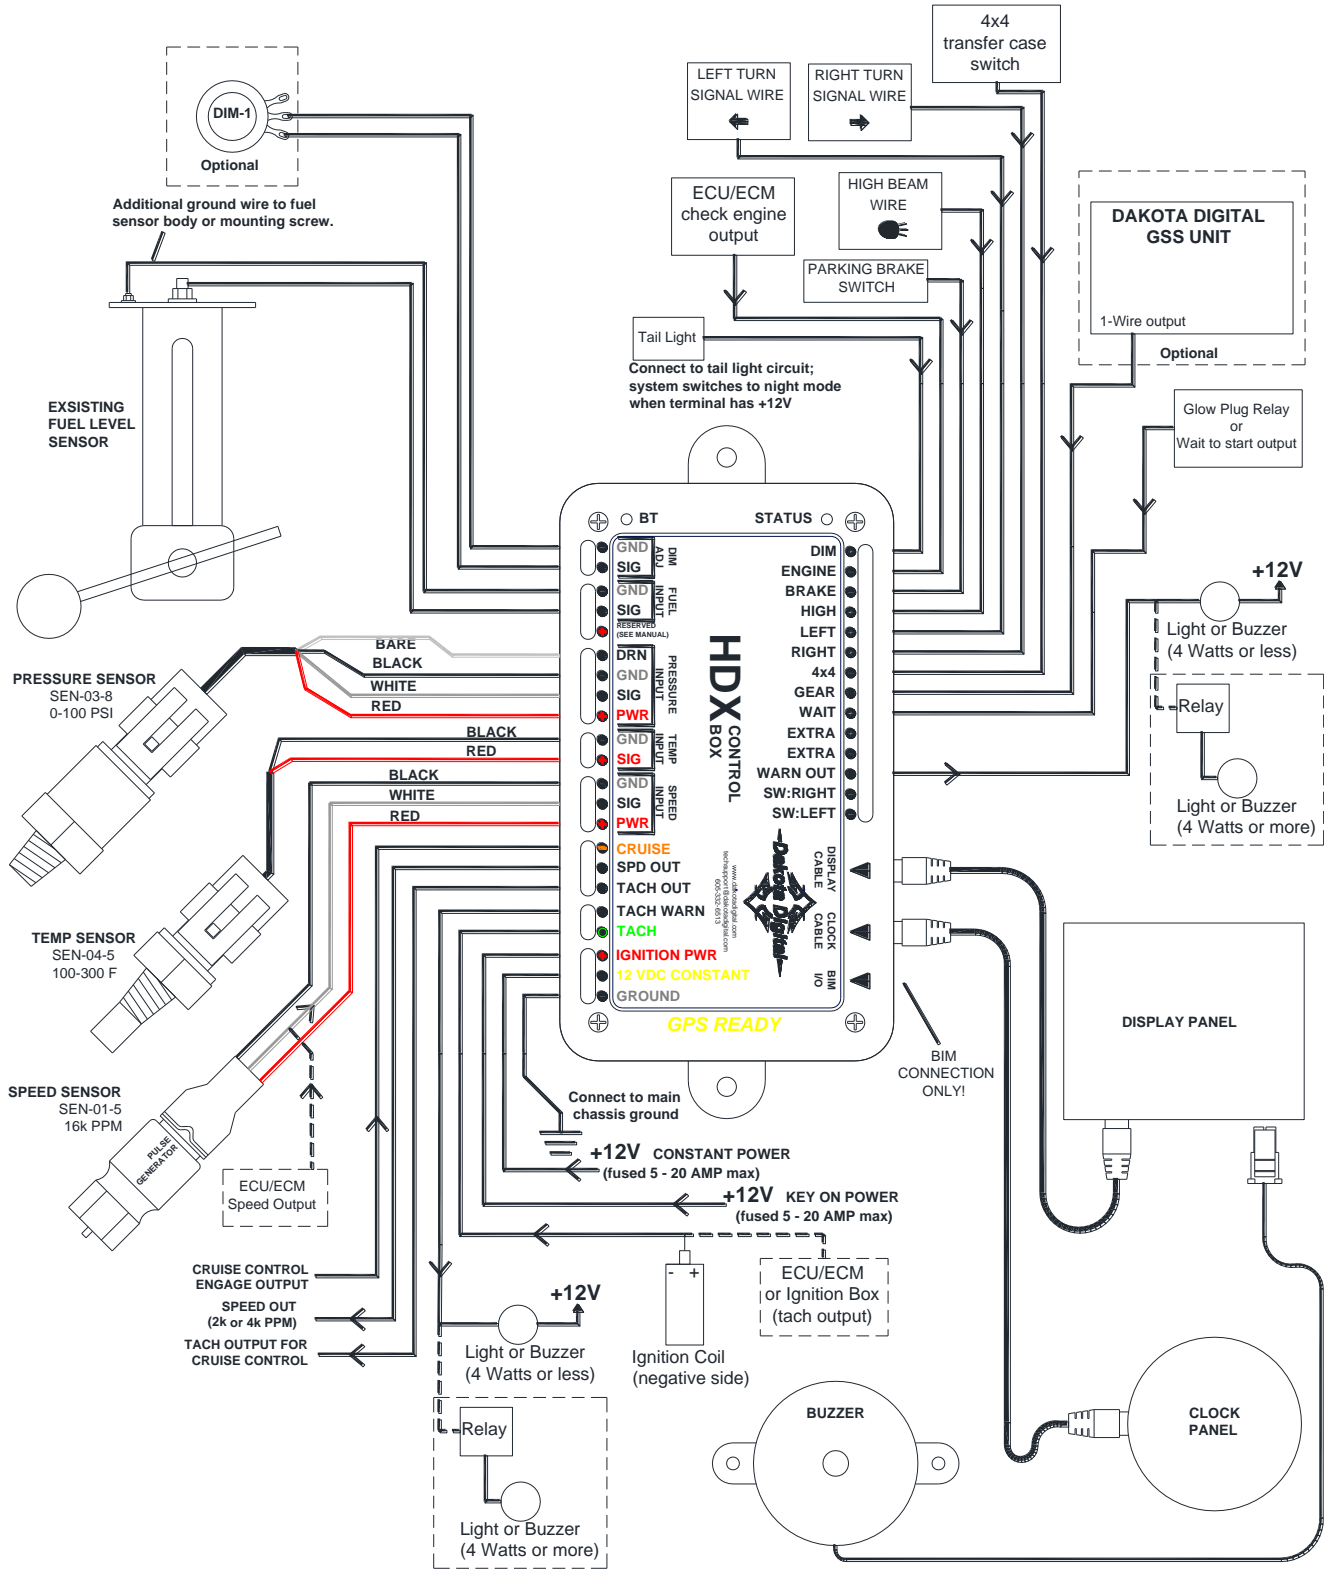 4x4
transfer case
switch
LEFT TURN
SIGNAL WIRE
RIGHT TURN
SIGNAL WIRE
DIM-1
Optional
Additional ground wire to fuel
sensor body or mounting screw.
ECU/ECM
check engine
output
HIGH BEAM
WIRE
PARKING BRAKE
SWITCH
DAKOTA DIGITAL
GSS UNIT
1-Wire output
Optional
Tail Light
Connect to tail light circuit;
system switches to night mode
when terminal has +12V
EXSISTING
FUEL LEVEL
SENSOR
Glow Plug Relay
or
Wait to start output
BT
STATUS
GND
SIG
DIM
ADJ
GND
SIG
RESERVED
(SEE MANUAL)
FUEL
INPUT
DRN
GND
SIG
PWR
PRESSURE
INPUT
GND
SIG
TEMP
INPUT
GND
SIG
PWR
SPEED
INPUT
CRUISE
SPD OUT
TACH OUT
TACH WARN
TACH
IGNITION PWR
12 VDC CONSTANT
GROUND
GPS READY
HDX
CONTROL
BOX
DIM
ENGINE
BRAKE
HIGH
LEFT
RIGHT
4x4
GEAR
WAIT
EXTRA
EXTRA
WARN OUT
SW:RIGHT
SW:LEFT
DISPLAY
CABLE
CLOCK
CABLE
BIM
I/O
Dakota Digital
www.dakotadigital.com
techsupport@dakotadigital.com
605-332-6513
+12V
Light or Buzzer
(4 Watts or less)
Relay
Light or Buzzer
(4 Watts or more)
BARE
BLACK
WHITE
RED
PRESSURE SENSOR
SEN-03-8
0-100 PSI
BLACK
RED
BLACK
WHITE
RED
TEMP SENSOR
SEN-04-5
100-300 F
SPEED SENSOR
SEN-01-5
16k PPM
PULSE
GENERATOR
ECU/ECM
Speed Output
BIM
CONNECTION
ONLY!
DISPLAY PANEL
Connect to main
chassis ground
+12V CONSTANT POWER
(fused 5 - 20 AMP max)
+12V KEY ON POWER
(fused 5 - 20 AMP max)
CRUISE CONTROL
ENGAGE OUTPUT
SPEED OUT
(2k or 4k PPM)
TACH OUTPUT FOR
CRUISE CONTROL
+12V
Light or Buzzer
(4 Watts or less)
- +
Ignition Coil
(negative side)
ECU/ECM
or Ignition Box
(tach output)
Relay
Light or Buzzer
(4 Watts or more)
BUZZER
CLOCK
PANEL